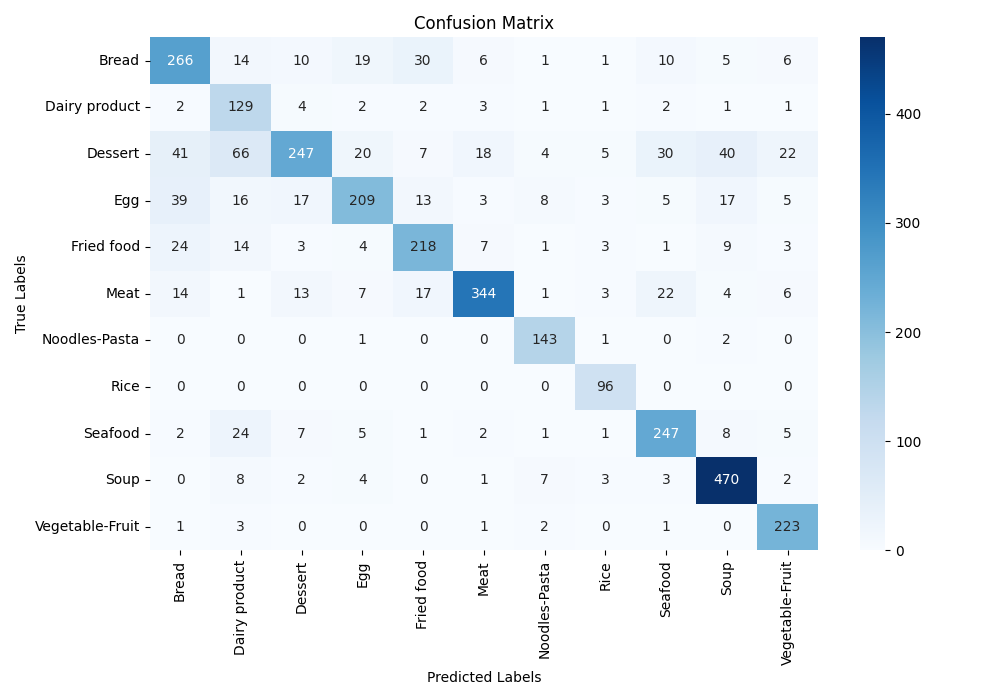 Confusion Matrix
True Labels
Bread 266 14 10 19 30 6 1 1 10 5 6
Dairy product 2 129 4 2 2 3 1 1 2 1 1
Dessert 41 66 247 20 7 18 4 5 30 40 22
Egg 39 16 17 209 13 3 8 3 5 17 5
Fried food 24 14 3 4 218 7 1 3 1 9 3
Meat 14 1 13 7 17 344 1 3 22 4 6
Noodles-Pasta 0 0 0 1 0 0 143 1 0 2 0
Rice 0 0 0 0 0 0 0 96 0 0 0
Seafood 2 24 7 5 1 2 1 1 247 8 5
Soup 0 8 2 4 0 1 7 3 3 470 2
Vegetable-Fruit 1 3 0 0 0 1 2 0 1 0 223
Bread
Dairy product
Dessert
Egg
Fried food
Meat
Noodles-Pasta
Rice
Seafood
Soup
Vegetable-Fruit
Predicted Labels
400
300
200
100
0